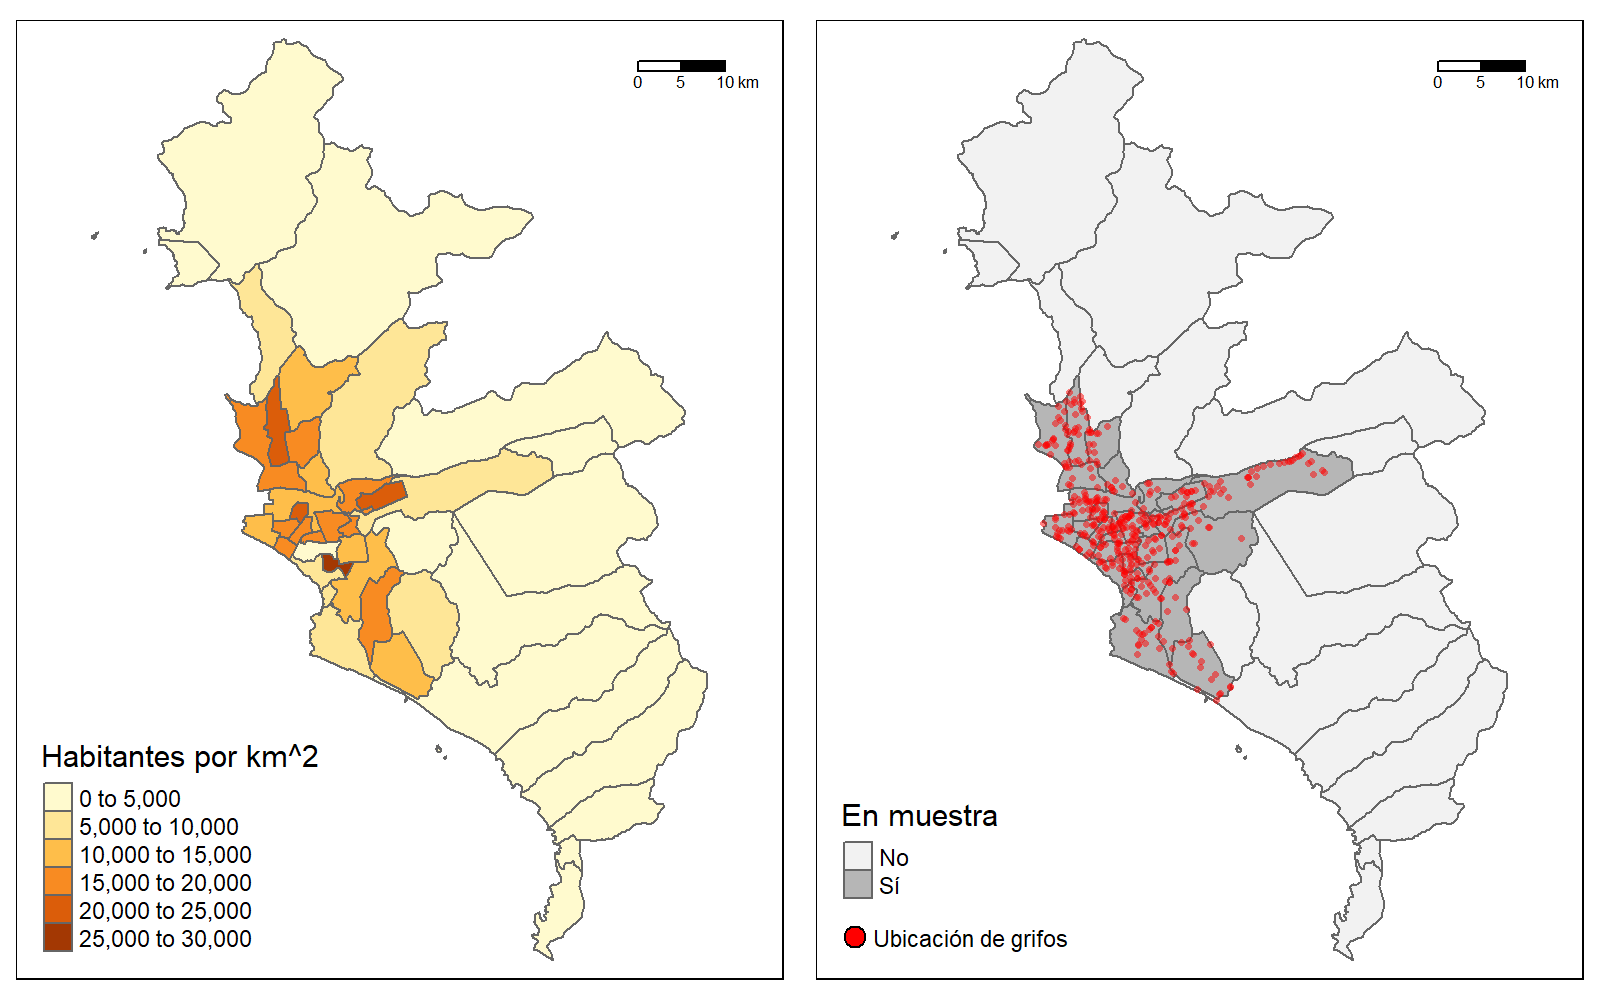 0 5 10 km
Habitantes por km^2
0 to 5,000
5,000 to 10,000
10,000 to 15,000
15,000 to 20,000
20,000 to 25,000
25,000 to 30,000
0 5 10 km
En muestra
No
Sí
Ubicación de grifos